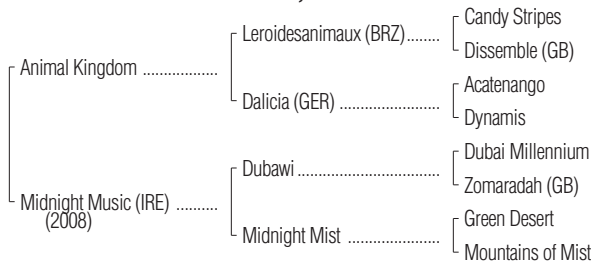 Candy Stripes
Leroidesanimaux (BRZ)........
Dissemble (GB)
Animal Kingdom ..................
Acatenango
Dalicia (GER) ........................
Dynamis
Dubai Millennium
Dubawi..................................
Zomaradah (GB)
Midnight Music (IRE) ..........
(2008)
Green Desert
Midnight Mist ......................
Mountains of Mist